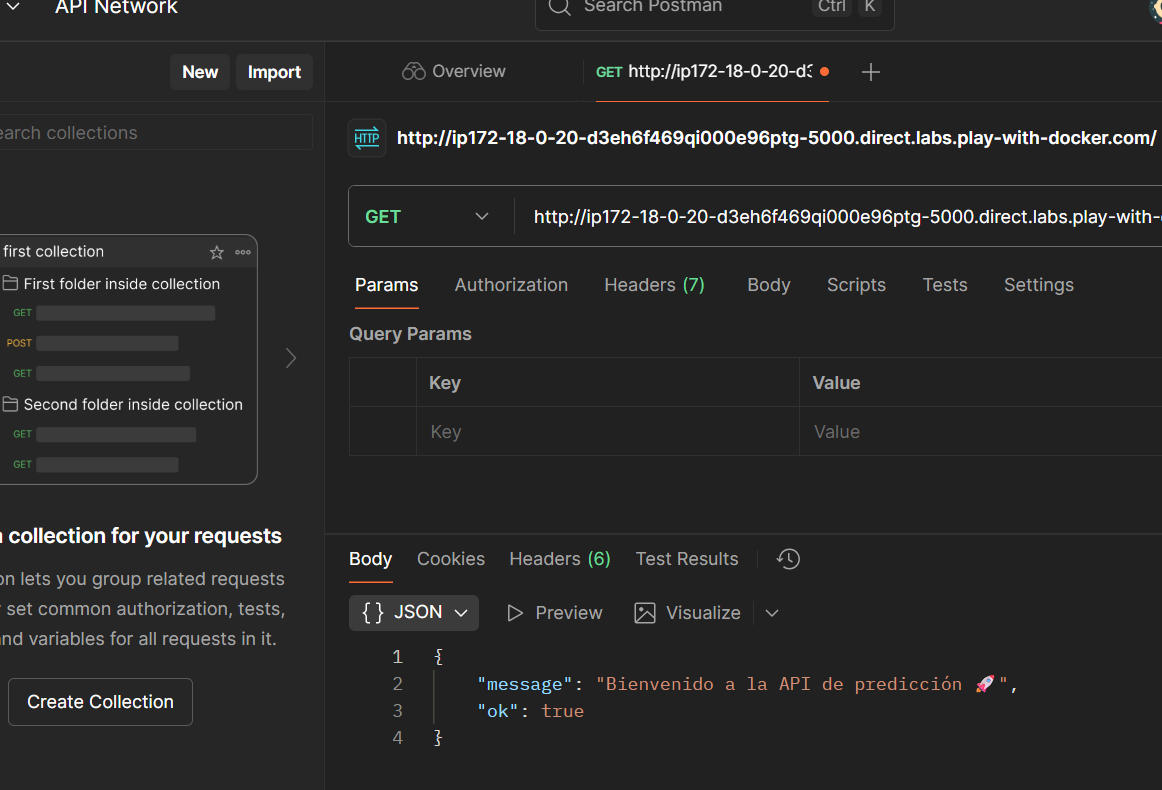 API Network
Search Postman
Ctrl K
New
Import
Overview
GET http://ip172-18-0-20-d3
earch collections
HTTP
http://ip172-18-0-20-d3eh6f469qi000e96ptg-5000.direct.labs.play-with-docker.com/
GET
http://ip172-18-0-20-d3eh6f469qi000e96ptg-5000.direct.labs.play-with-
Params
Authorization
Headers (7)
Body
Scripts
Tests
Settings
Query Params
Key
Value
Key
Value
first collection
First folder inside collection
GET
POST
GET
Second folder inside collection
GET
GET
collection for your requests
on lets you group related requests
set common authorization, tests,
nd variables for all requests in it.
Create Collection
Body
Cookies
Headers (6)
Test Results
{} JSON
Preview
Visualize
1 {
2 "message": "Bienvenido a la API de predicción 🚀",
3 "ok": true
4 }